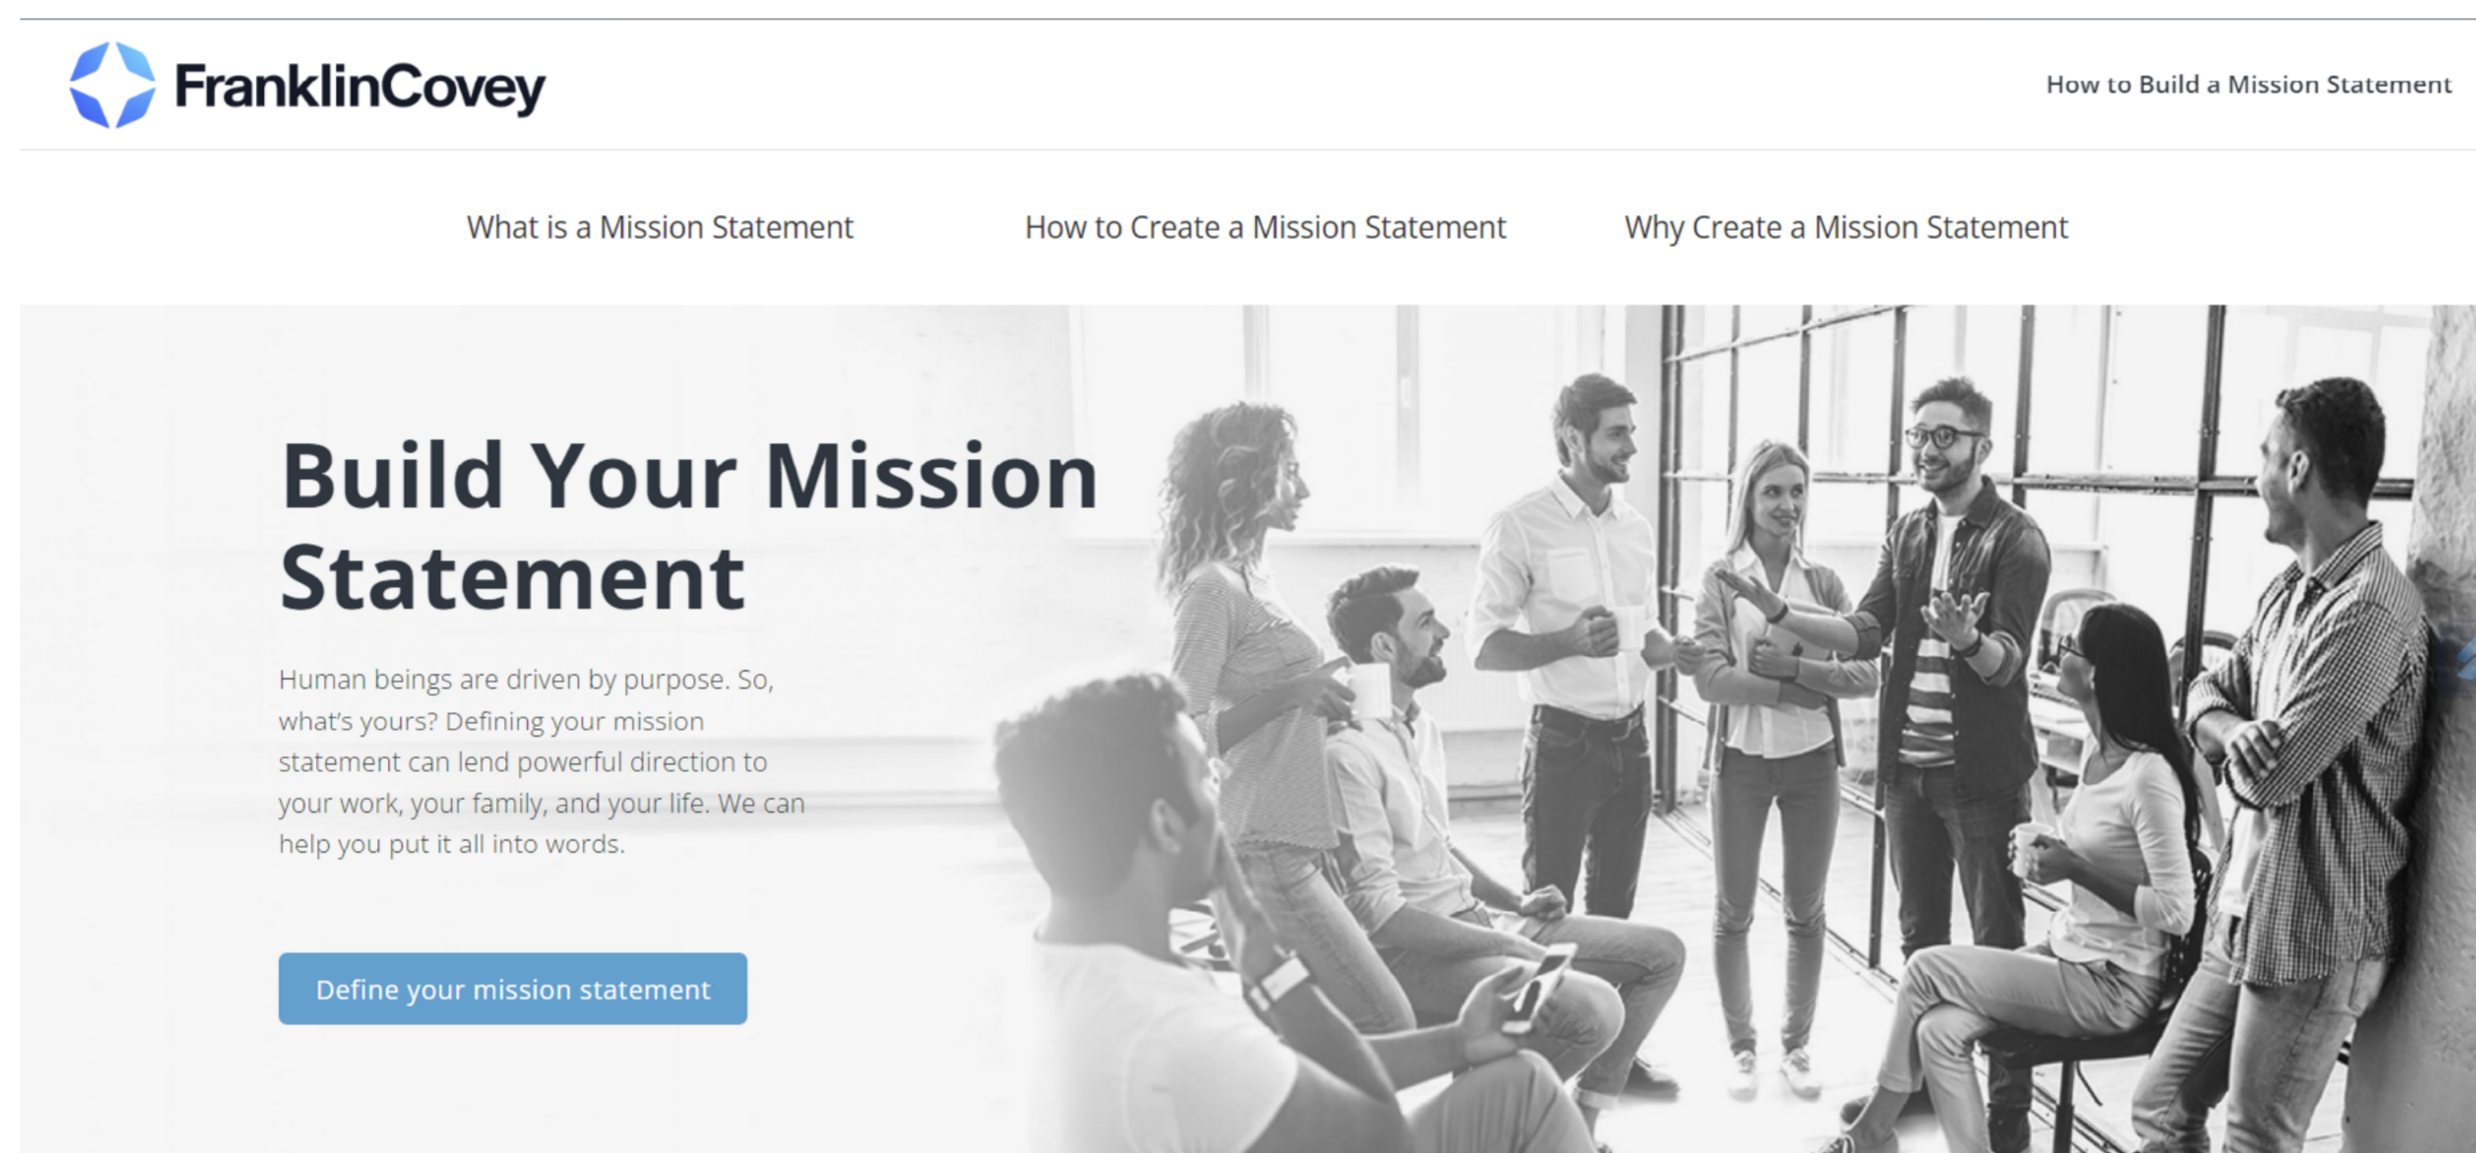 FranklinCovey
How to Build a Mission Statement
What is a Mission Statement
How to Create a Mission Statement
Why Create a Mission Statement
Build Your Mission
Statement
Human beings are driven by purpose. So,
what’s yours? Defining your mission
statement can lend powerful direction to
your work, your family, and your life. We can
help you put it all into words.
Define your mission statement